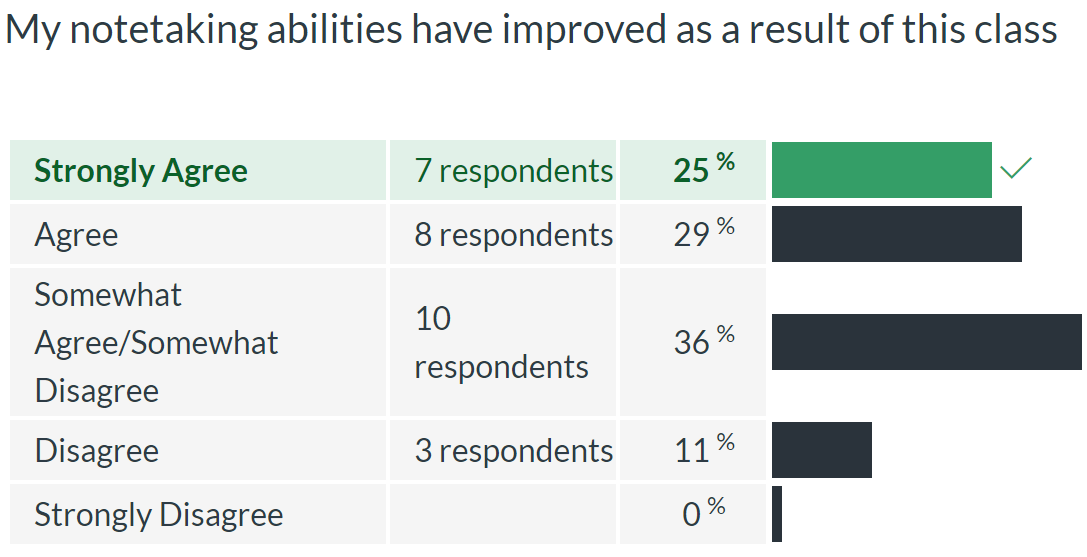 My notetaking abilities have improved as a result of this class
Strongly Agree 7 respondents 25 %
Agree 8 respondents 29 %
Somewhat
Agree/Somewhat
Disagree
10
respondents
36 %
Disagree 3 respondents 11 %
Strongly Disagree 0 %